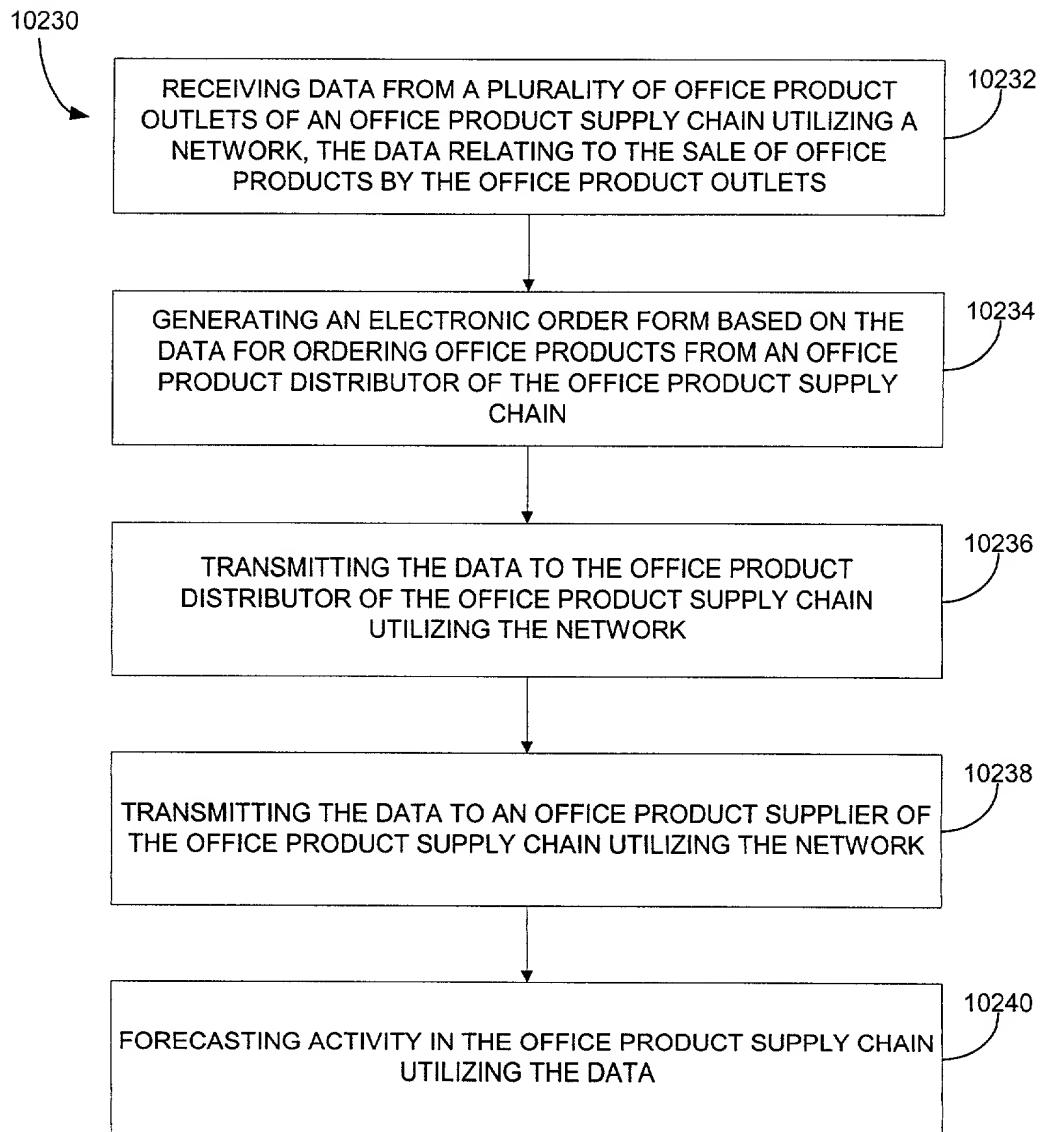 10230
RECEIVING DATA FROM A PLURALITY OF OFFICE PRODUCT
OUTLETS OF AN OFFICE PRODUCT SUPPLY CHAIN UTILIZING A
NETWORK, THE DATA RELATING TO THE SALE OF OFFICE
PRODUCTS BY THE OFFICE PRODUCT OUTLETS
10232
GENERATING AN ELECTRONIC ORDER FORM BASED ON THE
DATA FOR ORDERING OFFICE PRODUCTS FROM AN OFFICE
PRODUCT DISTRIBUTOR OF THE OFFICE PRODUCT SUPPLY
CHAIN
10234
TRANSMITTING THE DATA TO THE OFFICE PRODUCT
DISTRIBUTOR OF THE OFFICE PRODUCT SUPPLY CHAIN
UTILIZING THE NETWORK
10236
TRANSMITTING THE DATA TO AN OFFICE PRODUCT SUPPLIER OF
THE OFFICE PRODUCT SUPPLY CHAIN UTILIZING THE NETWORK
10238
FORECASTING ACTIVITY IN THE OFFICE PRODUCT SUPPLY CHAIN
UTILIZING THE DATA
10240